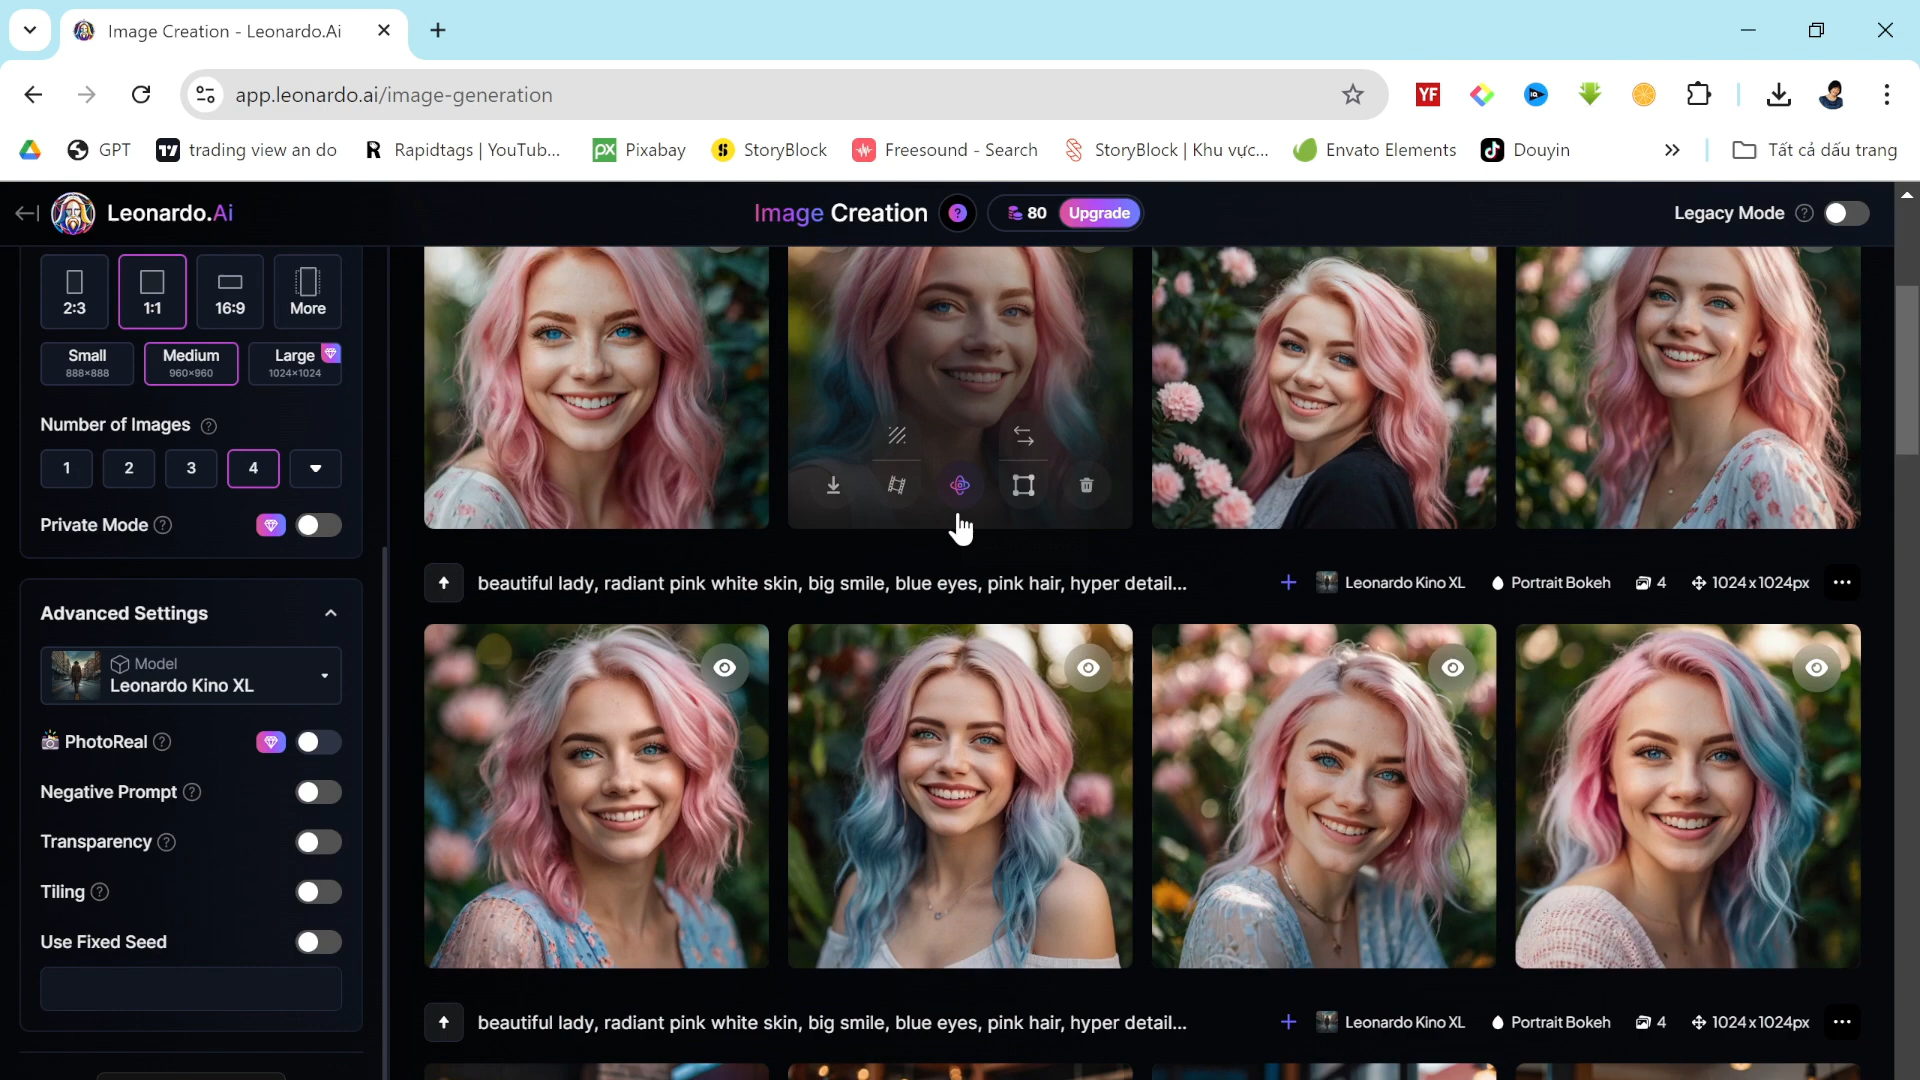 Image Creation - Leonardo.Ai
app.leonardo.ai/image-generation
YF
GPT
trading view an do
Rapidtags | YouTub...
Pixabay
StoryBlock
Freesound - Search
StoryBlock | Khu vực...
Envato Elements
Douyin
Tất cả dấu trang
Leonardo.Ai
Image Creation
80
Upgrade
Legacy Mode
2:3
1:1
16:9
More
Small
888×888
Medium
960×960
Large
1024×1024
Number of Images
1
2
3
4
Private Mode
Advanced Settings
Model
Leonardo Kino XL
PhotoReal
Negative Prompt
Transparency
Tiling
Use Fixed Seed
beautiful lady, radiant pink white skin, big smile, blue eyes, pink hair, hyper detail...
Leonardo Kino XL
Portrait Bokeh
4
1024x1024px
beautiful lady, radiant pink white skin, big smile, blue eyes, pink hair, hyper detail...
Leonardo Kino XL
Portrait Bokeh
4
1024x1024px